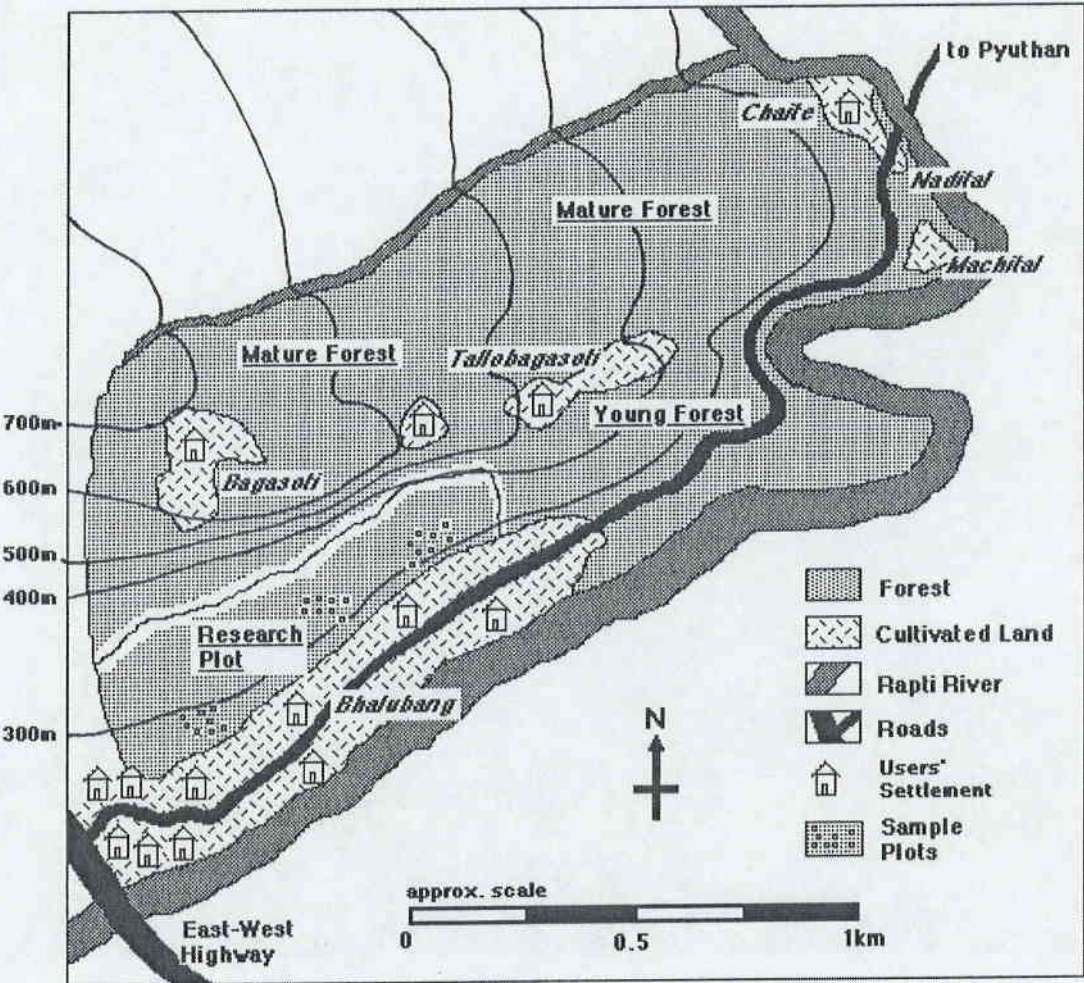 to Pyuthan
Chaite
Nadital
Mature Forest
Machital
Mature Forest
Tallobagasoti
Young Forest
700m
Bagasoti
600m
500m
400m
Research
Plot
300m
Bhalubang
N
Forest
Cultivated Land
Rapti River
Roads
Users'
Settlement
Sample
Plots
approx. scale
0 0.5 1km
East-West
Highway